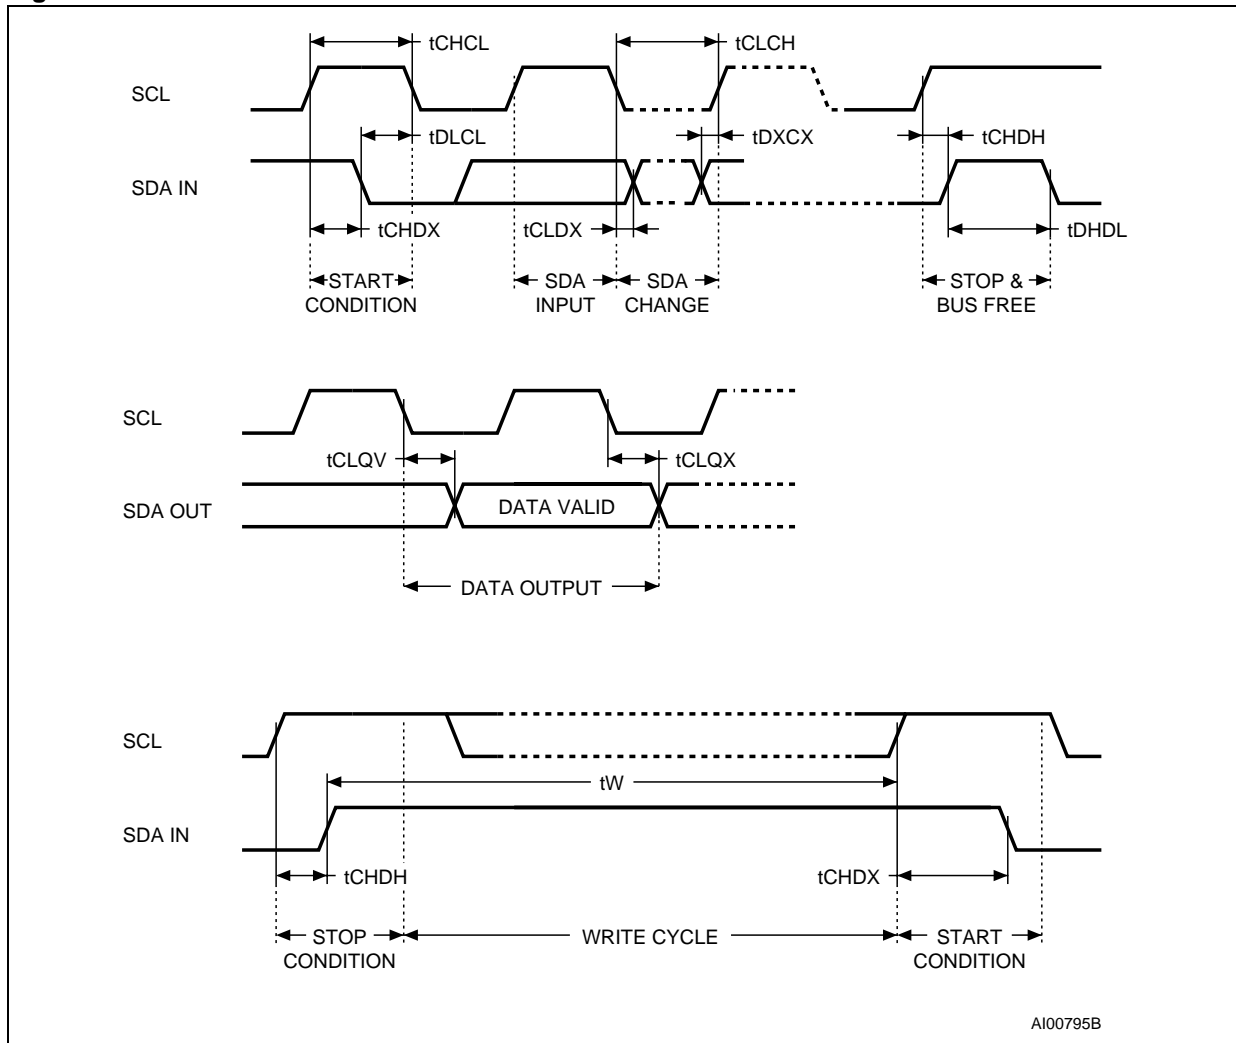 tCHCL
tCLCH
SCL
tDLCL
tDXCX
tCHDH
SDA IN
tCHDX
tCLDX
tDHDL
START
CONDITION
SDA
INPUT
SDA
CHANGE
STOP &
BUS FREE
SCL
tCLQV
tCLQX
SDA OUT
DATA VALID
DATA OUTPUT
SCL
tW
SDA IN
tCHDH
tCHDX
STOP
CONDITION
WRITE CYCLE
START
CONDITION
AI00795B